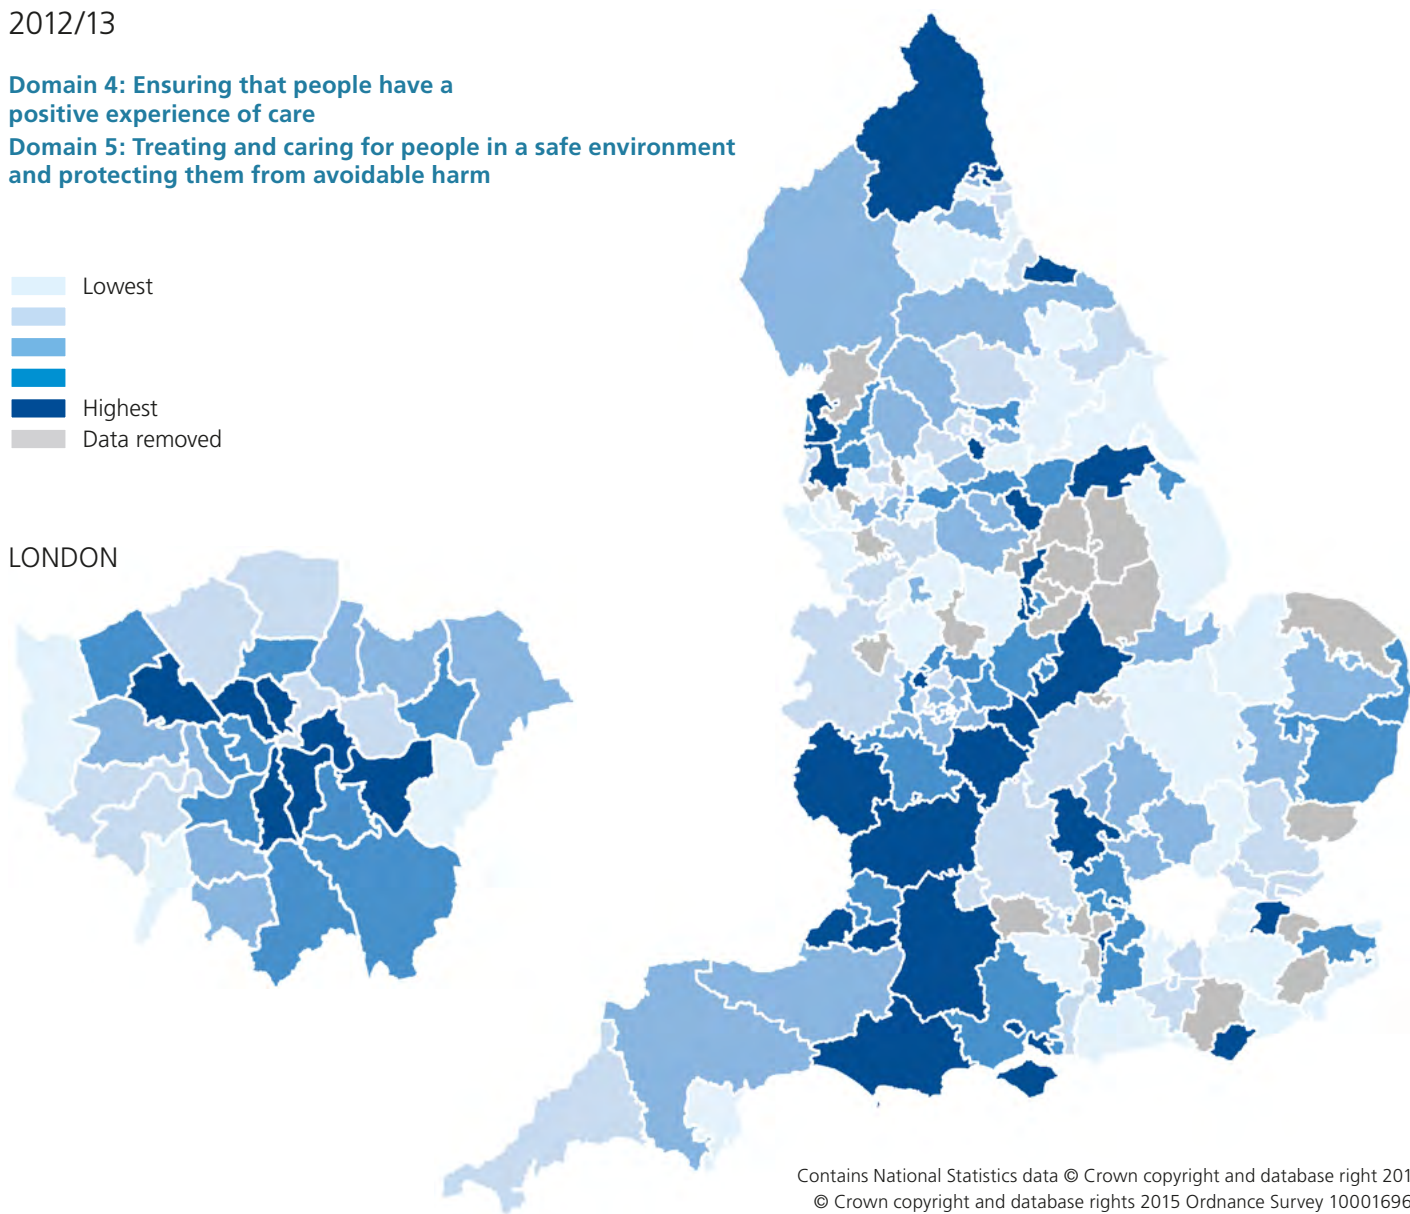 2012/13
Domain 4: Ensuring that people have a
positive experience of care
Domain 5: Treating and caring for people in a safe environment
and protecting them from avoidable harm
Lowest
Highest
Data removed
LONDON
Contains National Statistics data © Crown copyright and database right 201
© Crown copyright and database rights 2015 Ordnance Survey 10001696